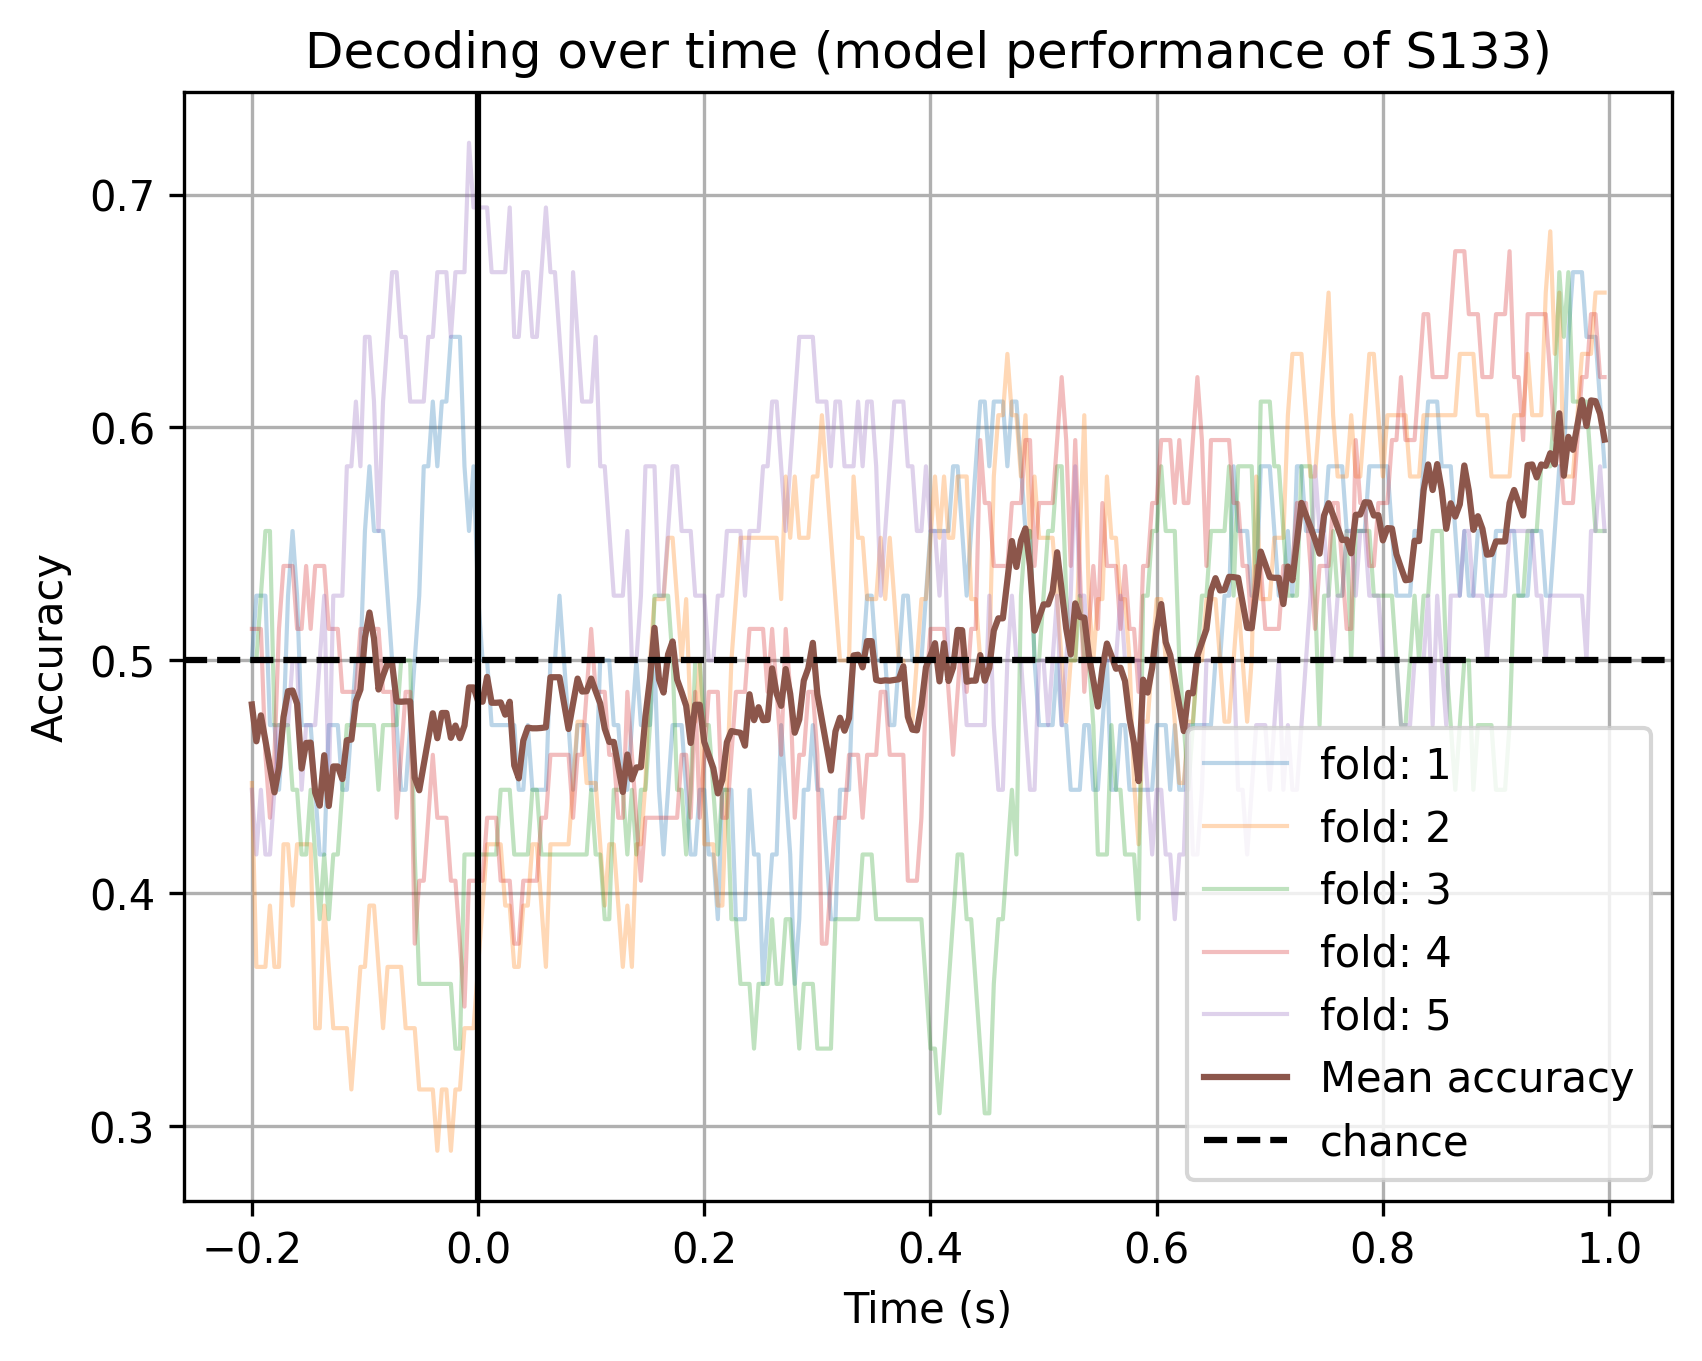 Decoding over time (model performance of S133)
Accuracy
0.7
0.6
0.5
0.4
0.3
fold: 1
fold: 2
fold: 3
fold: 4
fold: 5
Mean accuracy
chance
−0.2 0.0 0.2 0.4 0.6 0.8 1.0
Time (s)